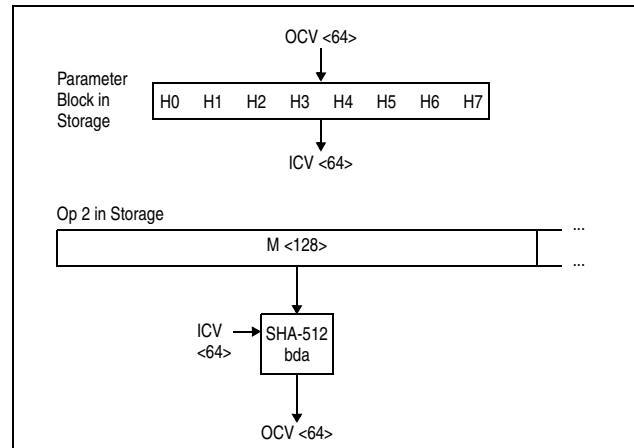 OCV <64>
Parameter
Block in
Storage
H0 H1 H2 H3 H4 H5 H6 H7
ICV <64>
Op 2 in Storage
M <128>
...
...
ICV
<64>
SHA-512
bda
OCV <64>